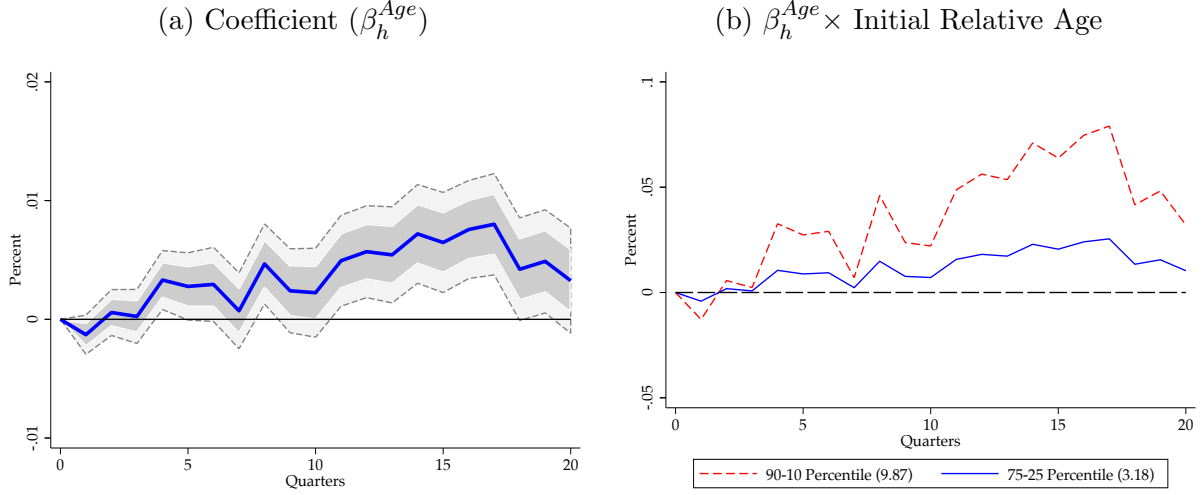 (a) Coefficient (β_h^{Age})
Percent
.02
.01
0
-.01
0 5 10 15 20
Quarters
(b) β_h^{Age} × Initial Relative Age
Percent
.1
.05
0
-.05
0 5 10 15 20
Quarters
90-10 Percentile (9.87) 75-25 Percentile (3.18)